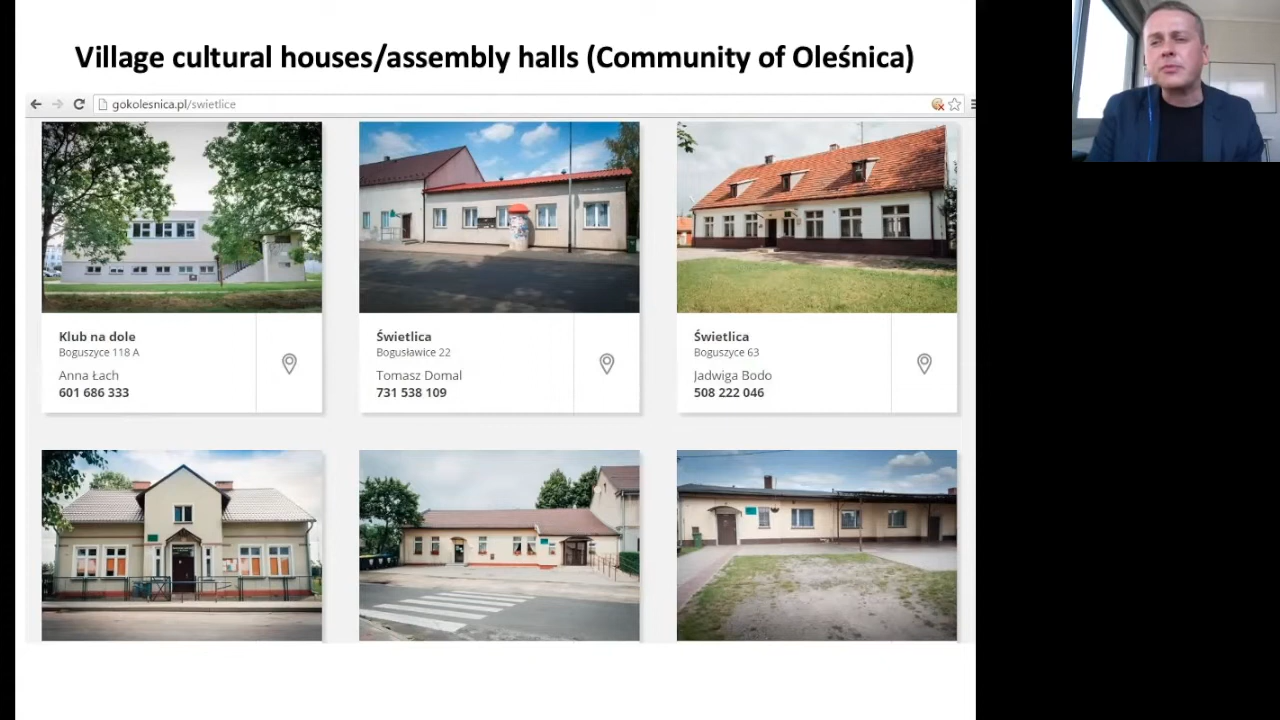 Village cultural houses/assembly halls (Community of Oleśnica)
gokolesnica.pl/swietlice
Klub na dole
Boguszyce 118 A
Anna Łach
601 686 333
Świetlica
Bogusławice 22
Tomasz Domal
731 538 109
Świetlica
Boguszyce 63
Jadwiga Bodo
508 222 046